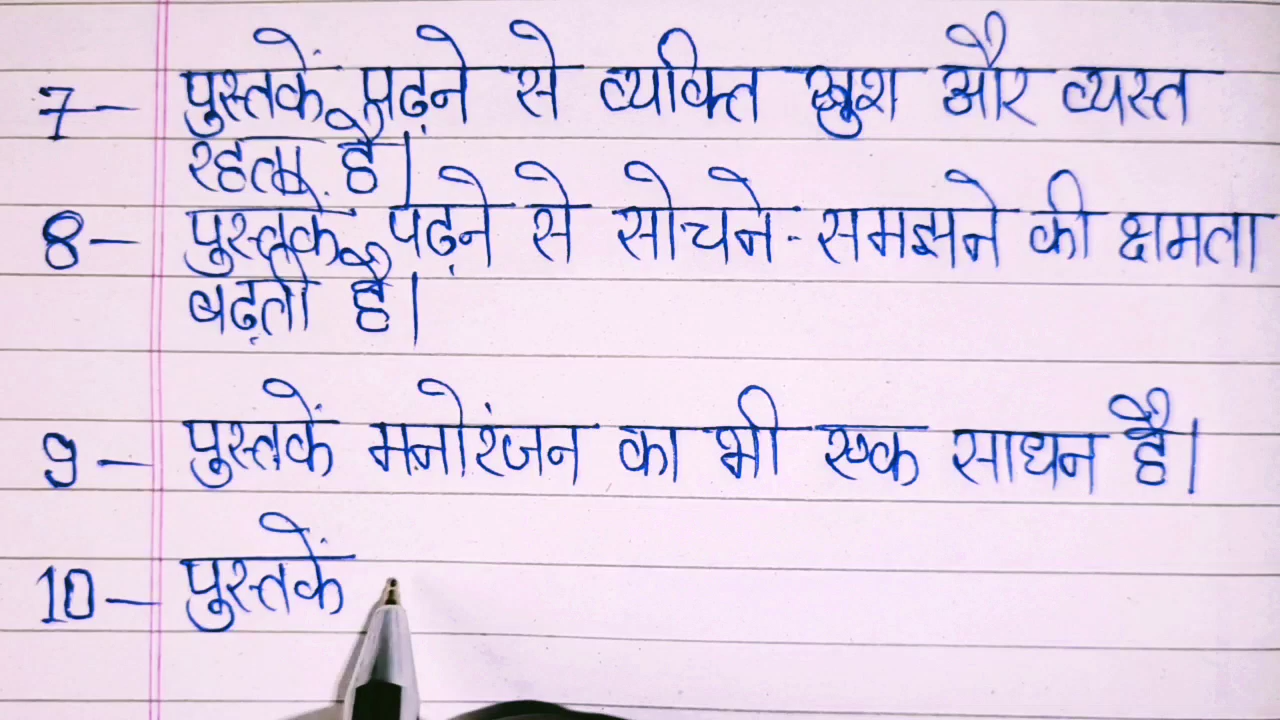 7- पुस्तकें पढ़ने से व्यक्ति खुश और व्यस्त
रहता है।
8- पुस्तकें पढ़ने से सोचने-समझने की क्षमता
बढ़ती है।
9- पुस्तकें मनोरंजन का भी एक साधन है।
10- पुस्तकें